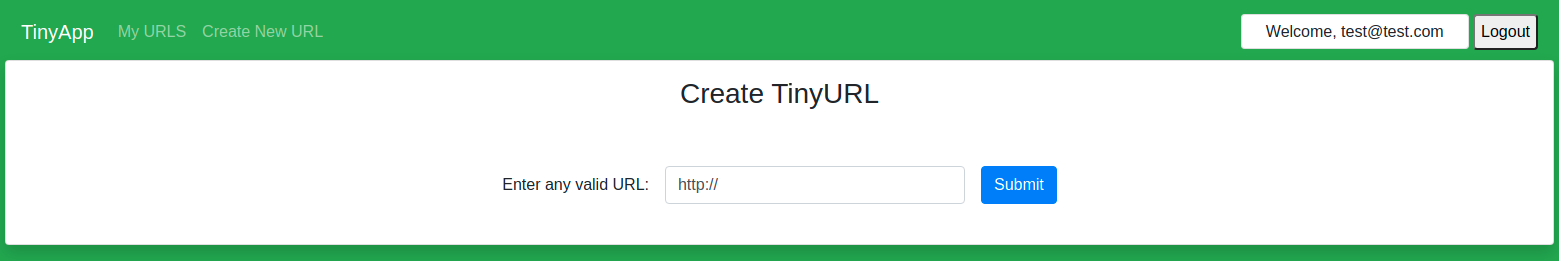 TinyApp My URLS Create New URL Welcome, test@test.com Logout
Create TinyURL
Enter any valid URL: http:// Submit